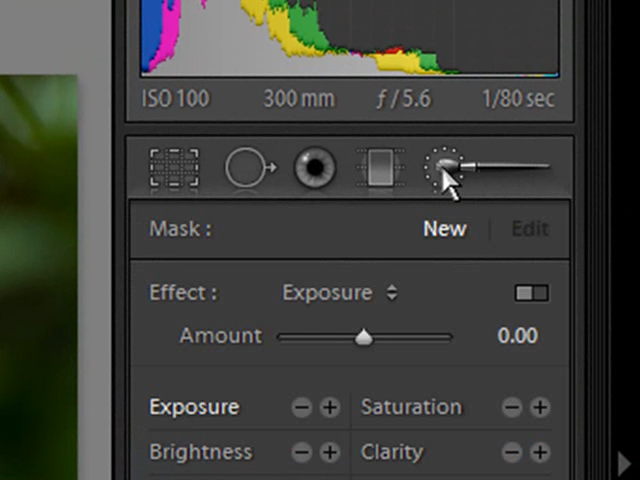 ISO 100 300 mm ƒ / 5.6 1/80 sec
Mask : New Edit
Effect : Exposure
Amount 0.00
Exposure Saturation
Brightness Clarity